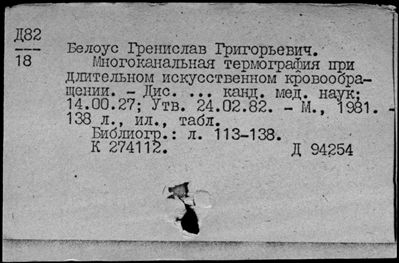 Д82
18
Белоус Гренислав Григорьевич.
Многоканальная термография при
длительном искусственном кровообра-
щении. - Дис. ... канд. мед. наук;
14.00.27; Утв. 24.02.82. - М., 1981. -
138 л., ил., табл.
Библиогр.: л. 113-138.
К 274112. Д 94254